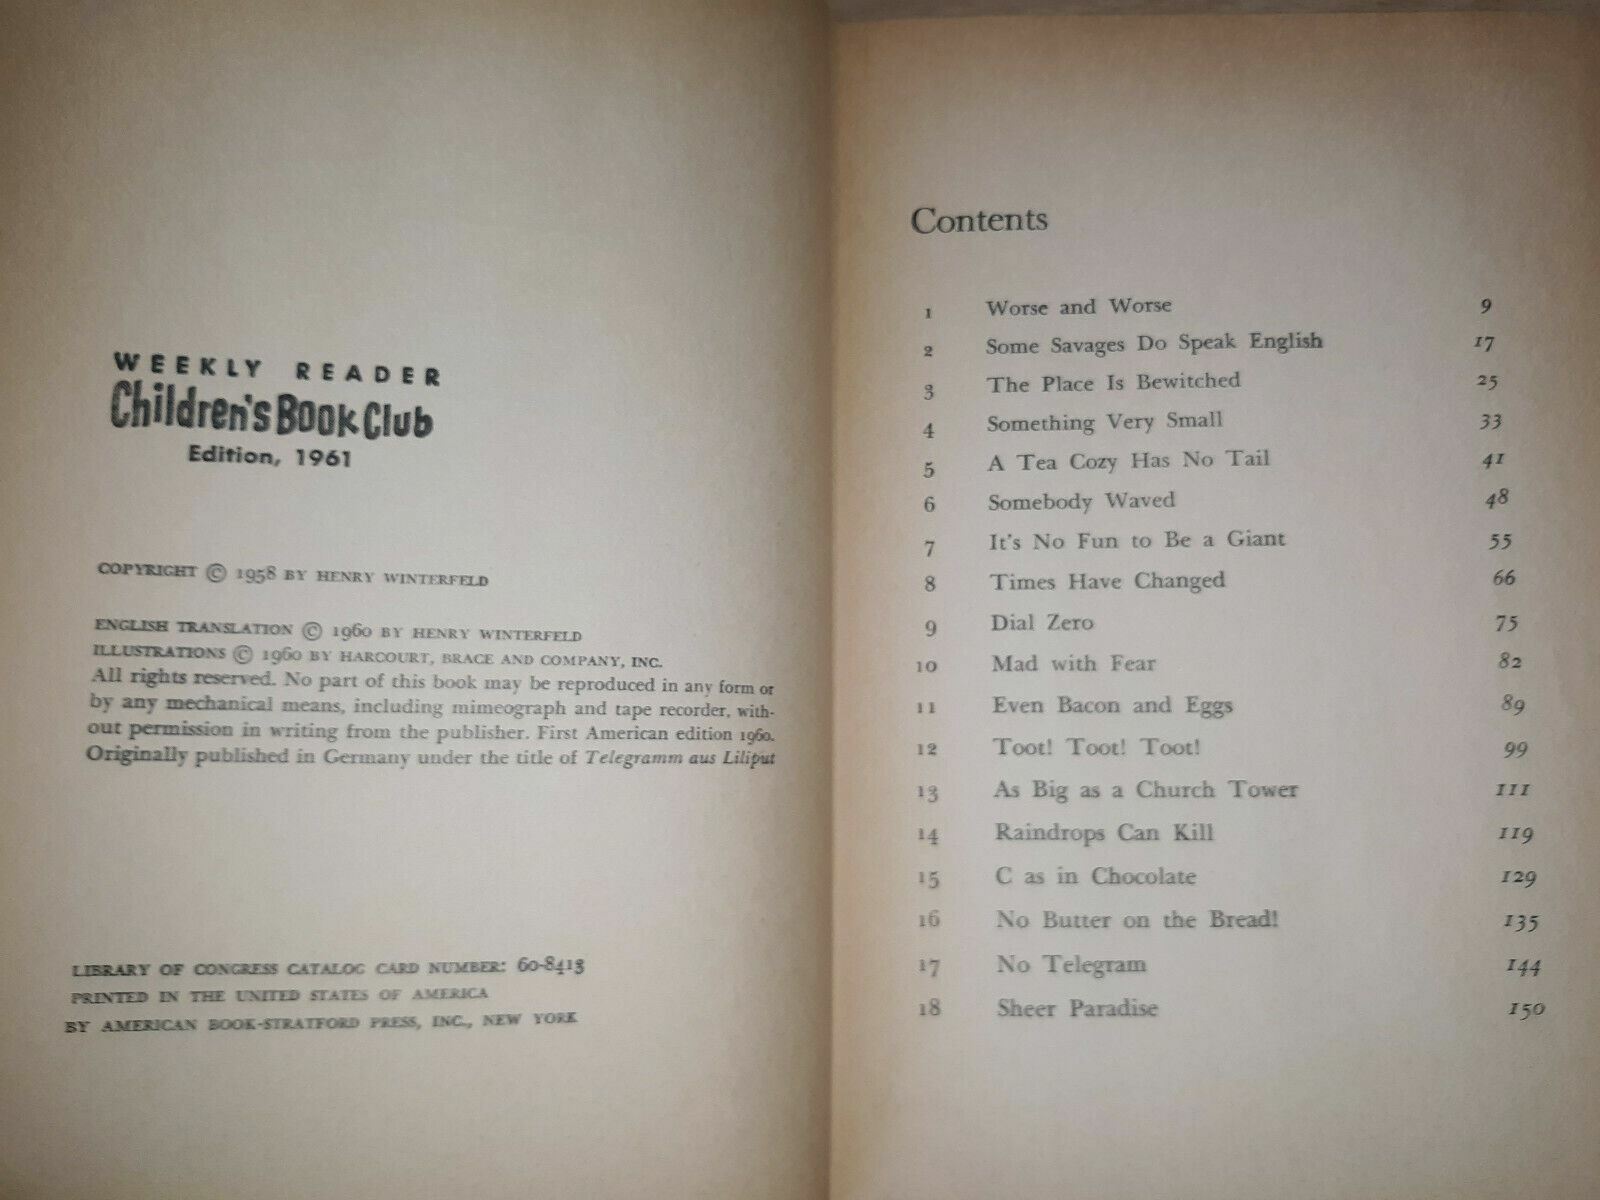 WEEKLY READER
Children's Book Club
Edition, 1961
COPYRIGHT © 1958 BY HENRY WINTERFELD
ENGLISH TRANSLATION © 1960 BY HENRY WINTERFELD
ILLUSTRATIONS © 1960 BY HARCOURT, BRACE AND COMPANY, INC.
All rights reserved. No part of this book may be reproduced in any form or
by any mechanical means, including mimeograph and tape recorder, with-
out permission in writing from the publisher. First American edition 1960.
Originally published in Germany under the title of Telegramm aus Liliput
LIBRARY OF CONGRESS CATALOG CARD NUMBER: 60-8413
PRINTED IN THE UNITED STATES OF AMERICA
BY AMERICAN BOOK-STRATFORD PRESS, INC., NEW YORK
Contents
1 Worse and Worse 9
2 Some Savages Do Speak English 17
3 The Place Is Bewitched 25
4 Something Very Small 33
5 A Tea Cozy Has No Tail 41
6 Somebody Waved 48
7 It's No Fun to Be a Giant 55
8 Times Have Changed 66
9 Dial Zero 75
10 Mad with Fear 82
11 Even Bacon and Eggs 89
12 Toot! Toot! Toot! 99
13 As Big as a Church Tower 111
14 Raindrops Can Kill 119
15 C as in Chocolate 129
16 No Butter on the Bread! 135
17 No Telegram 144
18 Sheer Paradise 150